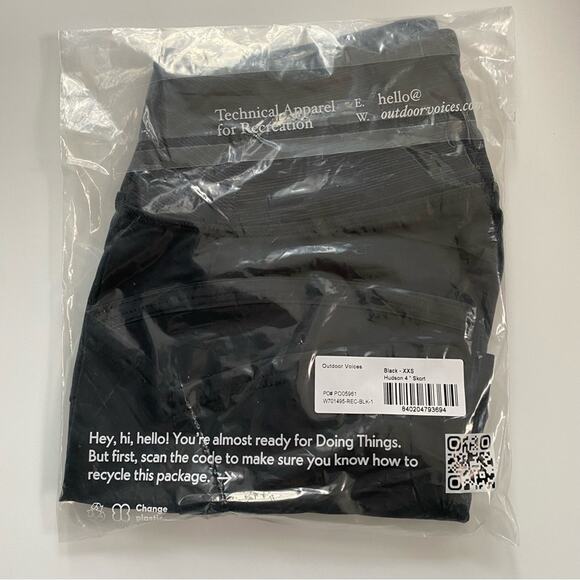 Technical Apparel
for Recreation
E. hello@
W. outdoorvoices.com
Outdoor Voices
Black - XXS
Hudson 4" Skort
PO# PO05961
W701495-REC-BLK-1
840204793694
Hey, hi, hello! You're almost ready for Doing Things.
But first, scan the code to make sure you know how to
recycle this package. →
Change
plastic